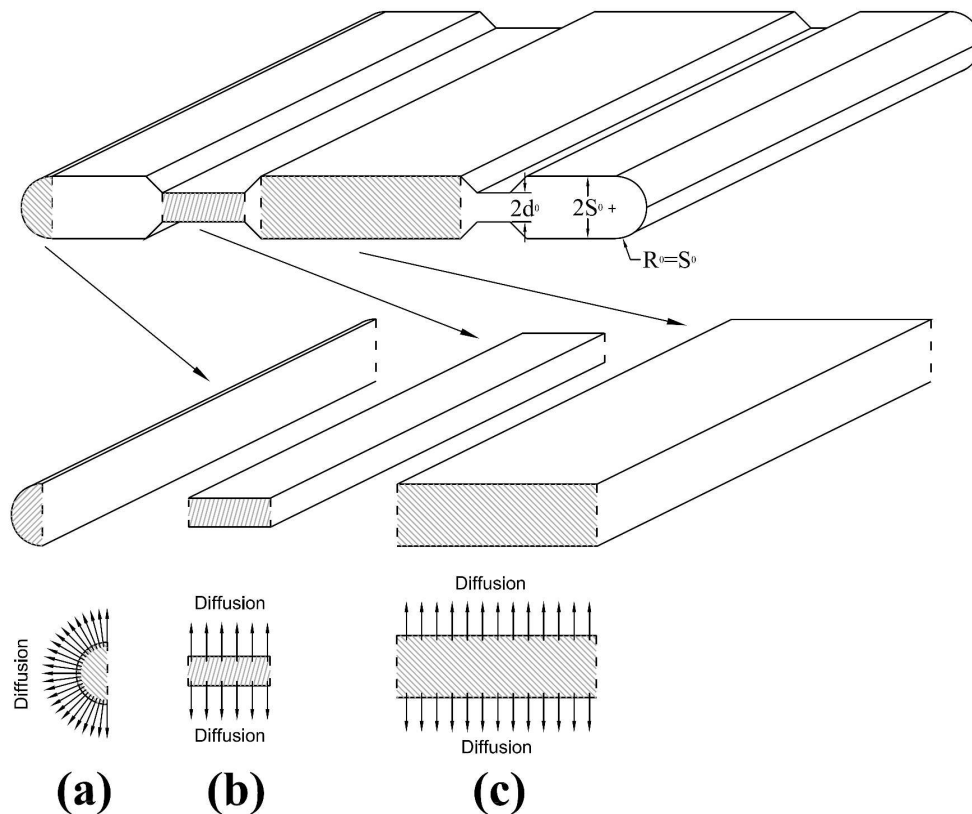 2d⁰
2S⁰ +
R⁰=S⁰
Diffusion
Diffusion
Diffusion
Diffusion
Diffusion
(a)
(b)
(c)